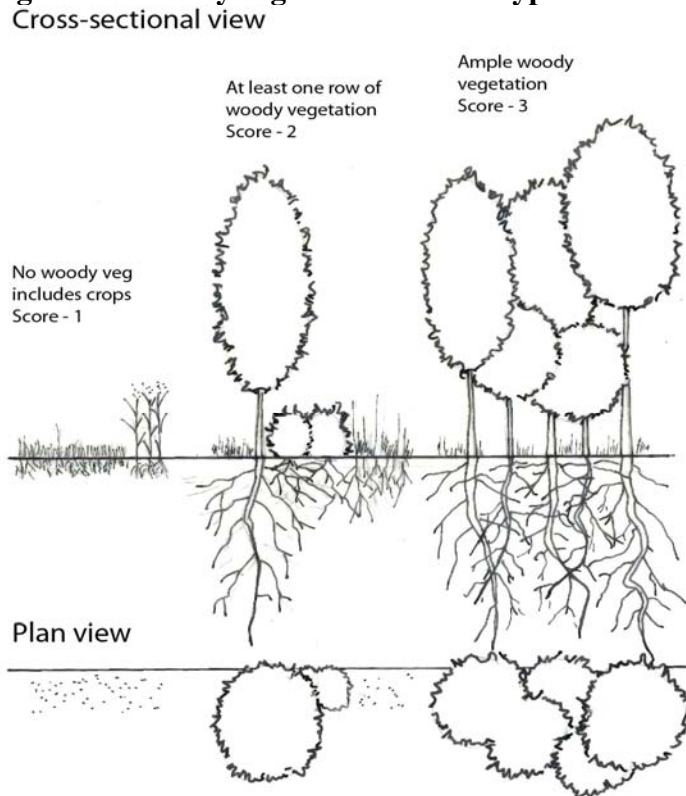 Cross-sectional view
At least one row of
woody vegetation
Score - 2
Ample woody
vegetation
Score - 3
No woody veg
includes crops
Score - 1
Plan view